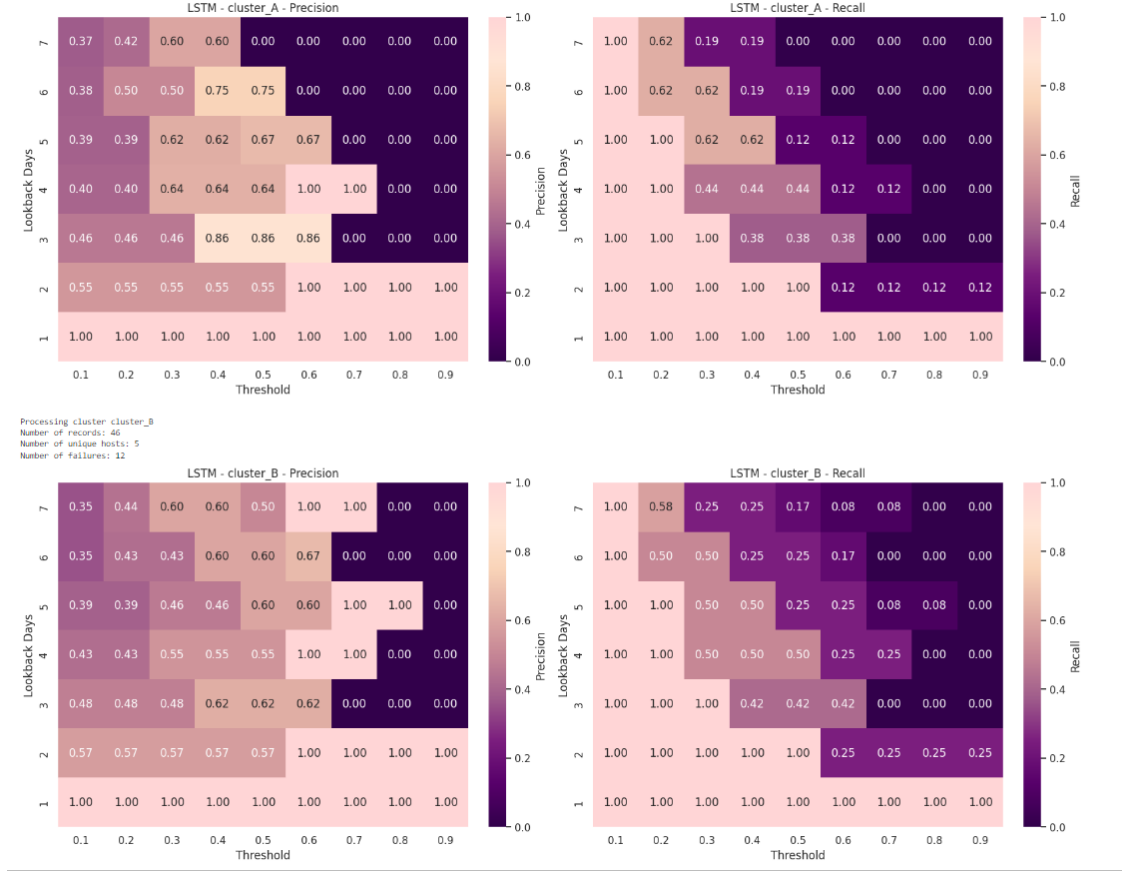 LSTM - cluster_A - Precision
LSTM - cluster_A - Recall
Lookback Days
7 0.37 0.42 0.60 0.60 0.00 0.00 0.00 0.00 0.00
6 0.38 0.50 0.50 0.75 0.75 0.00 0.00 0.00 0.00
5 0.39 0.39 0.62 0.62 0.67 0.67 0.00 0.00 0.00
4 0.40 0.40 0.64 0.64 0.64 1.00 1.00 0.00 0.00
3 0.46 0.46 0.46 0.86 0.86 0.86 0.00 0.00 0.00
2 0.55 0.55 0.55 0.55 0.55 1.00 1.00 1.00 1.00
1 1.00 1.00 1.00 1.00 1.00 1.00 1.00 1.00 1.00
0.1 0.2 0.3 0.4 0.5 0.6 0.7 0.8 0.9
Threshold
1.0
0.8
0.6
0.4
0.2
0.0
Precision
Lookback Days
7 1.00 0.62 0.19 0.19 0.00 0.00 0.00 0.00 0.00
6 1.00 0.62 0.62 0.19 0.19 0.00 0.00 0.00 0.00
5 1.00 1.00 0.62 0.62 0.12 0.12 0.00 0.00 0.00
4 1.00 1.00 0.44 0.44 0.44 0.12 0.12 0.00 0.00
3 1.00 1.00 1.00 0.38 0.38 0.38 0.00 0.00 0.00
2 1.00 1.00 1.00 1.00 1.00 0.12 0.12 0.12 0.12
1 1.00 1.00 1.00 1.00 1.00 1.00 1.00 1.00 1.00
0.1 0.2 0.3 0.4 0.5 0.6 0.7 0.8 0.9
Threshold
1.0
0.8
0.6
0.4
0.2
0.0
Recall
Processing cluster cluster_B
Number of records: 46
Number of unique hosts: 5
Number of failures: 12
LSTM - cluster_B - Precision
LSTM - cluster_B - Recall
Lookback Days
7 0.35 0.44 0.60 0.60 0.50 1.00 1.00 0.00 0.00
6 0.35 0.43 0.43 0.60 0.60 0.67 0.00 0.00 0.00
5 0.39 0.39 0.46 0.46 0.60 0.60 1.00 1.00 0.00
4 0.43 0.43 0.55 0.55 0.55 1.00 1.00 0.00 0.00
3 0.48 0.48 0.48 0.62 0.62 0.62 0.00 0.00 0.00
2 0.57 0.57 0.57 0.57 0.57 1.00 1.00 1.00 1.00
1 1.00 1.00 1.00 1.00 1.00 1.00 1.00 1.00 1.00
0.1 0.2 0.3 0.4 0.5 0.6 0.7 0.8 0.9
Threshold
1.0
0.8
0.6
0.4
0.2
0.0
Precision
Lookback Days
7 1.00 0.58 0.25 0.25 0.17 0.08 0.08 0.00 0.00
6 1.00 0.50 0.50 0.25 0.25 0.17 0.00 0.00 0.00
5 1.00 1.00 0.50 0.50 0.25 0.25 0.08 0.08 0.00
4 1.00 1.00 0.50 0.50 0.50 0.25 0.25 0.00 0.00
3 1.00 1.00 1.00 0.42 0.42 0.42 0.00 0.00 0.00
2 1.00 1.00 1.00 1.00 1.00 0.25 0.25 0.25 0.25
1 1.00 1.00 1.00 1.00 1.00 1.00 1.00 1.00 1.00
0.1 0.2 0.3 0.4 0.5 0.6 0.7 0.8 0.9
Threshold
1.0
0.8
0.6
0.4
0.2
0.0
Recall